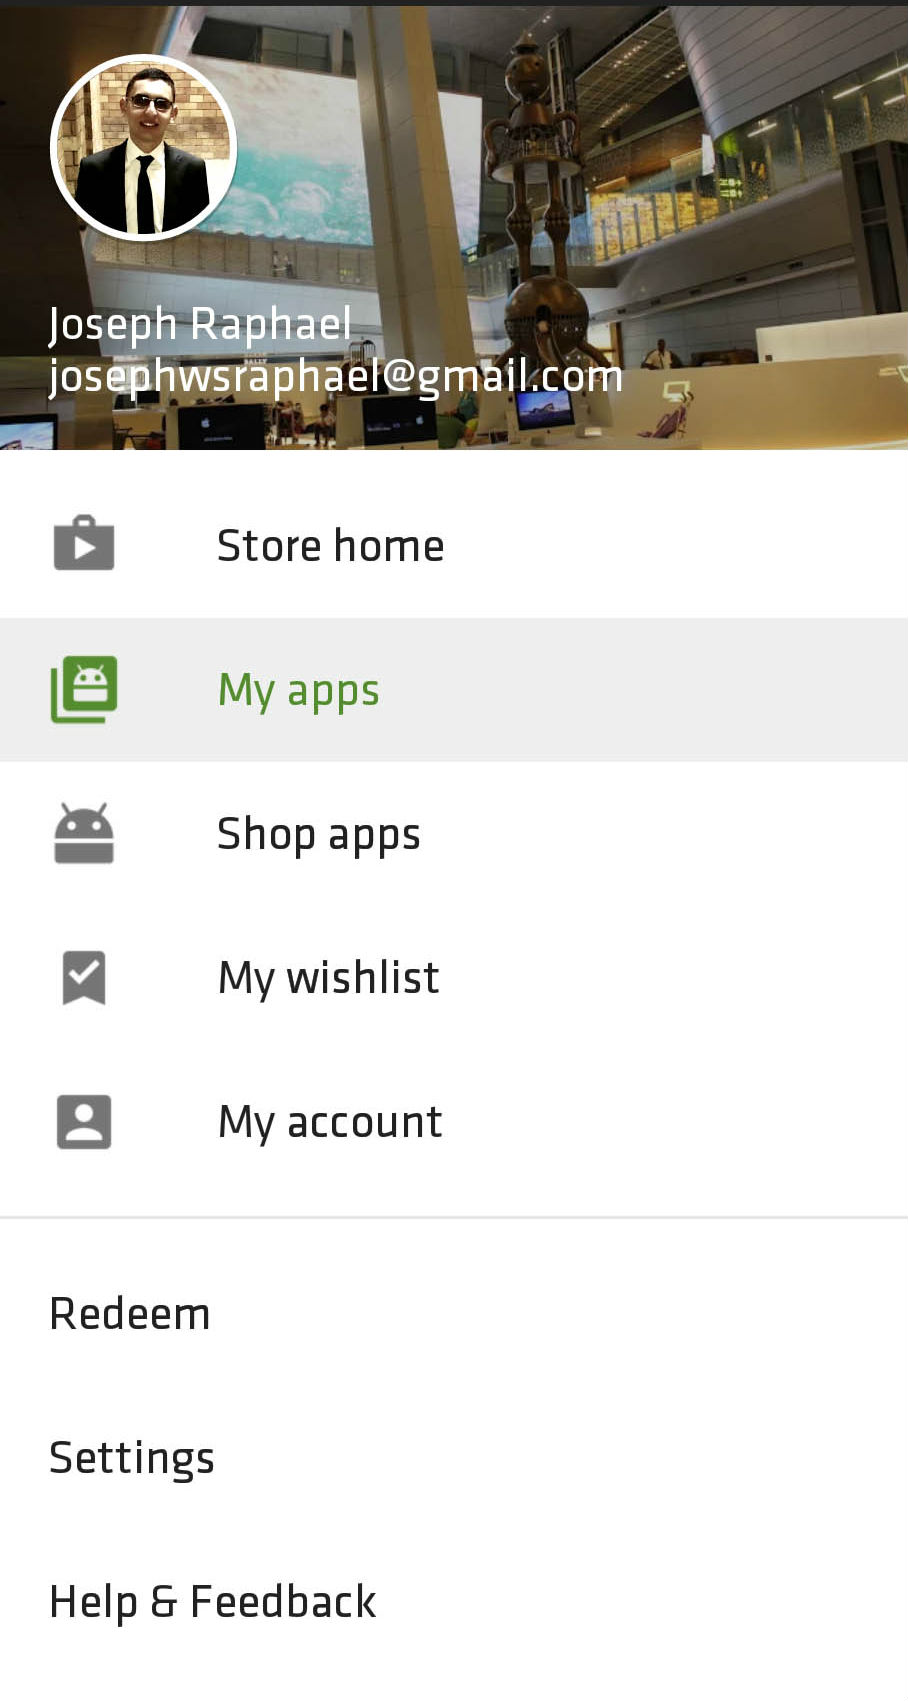 Joseph Raphael
josephwsraphael@gmail.com
Store home
My apps
Shop apps
My wishlist
My account
Redeem
Settings
Help & Feedback